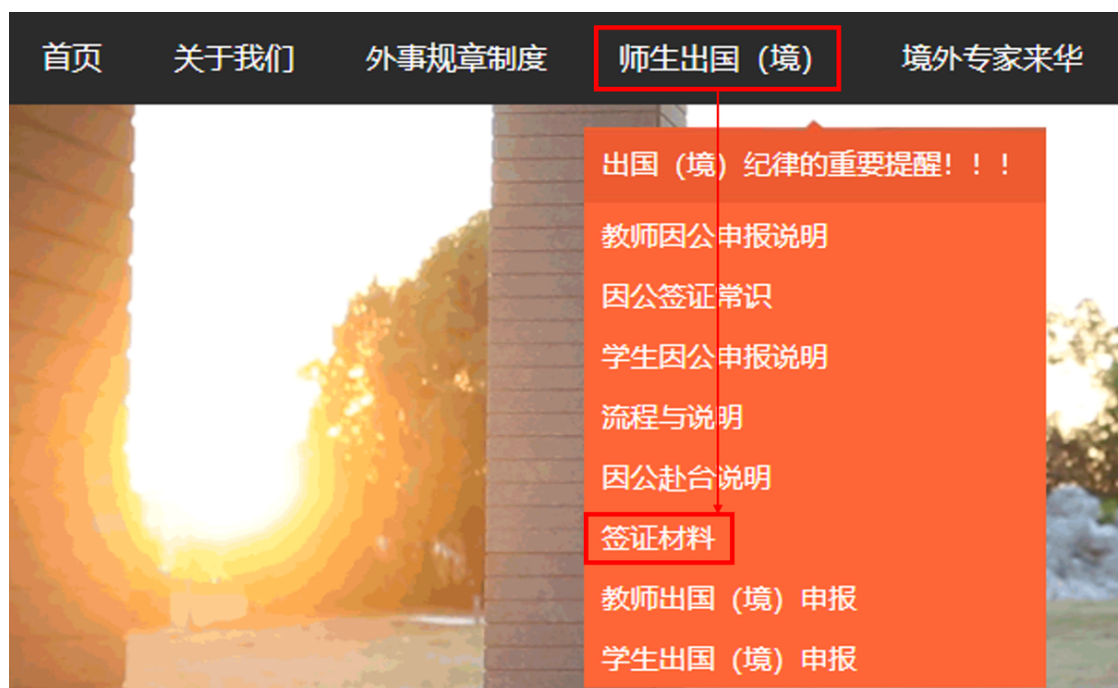 首页 关于我们 外事规章制度 师生出国（境） 境外专家来华
出国（境）纪律的重要提醒！！！
教师因公申报说明
因公签证常识
学生因公申报说明
流程与说明
因公赴台说明
签证材料
教师出国（境）申报
学生出国（境）申报